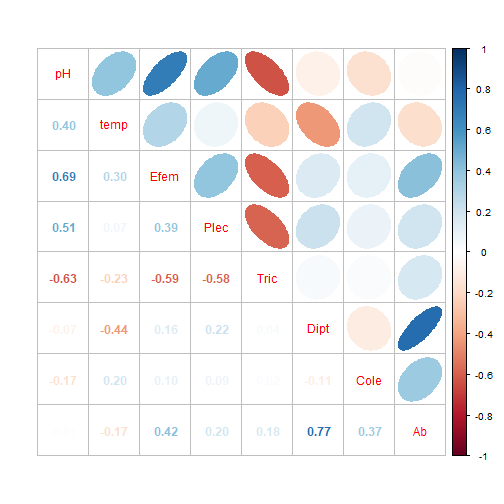 pH
0.40 temp
0.69 0.30 Efem
0.51 0.07 0.39 Plec
-0.63 -0.23 -0.59 -0.58 Tric
-0.07 -0.44 0.16 0.22 Dipt
-0.17 0.20 0.10 0.09 0.02 -0.11 Cole
-0.17 0.42 0.20 0.18 0.77 0.37 Ab
1
0.8
0.6
0.4
0.2
0
-0.2
-0.4
-0.6
-0.8
-1